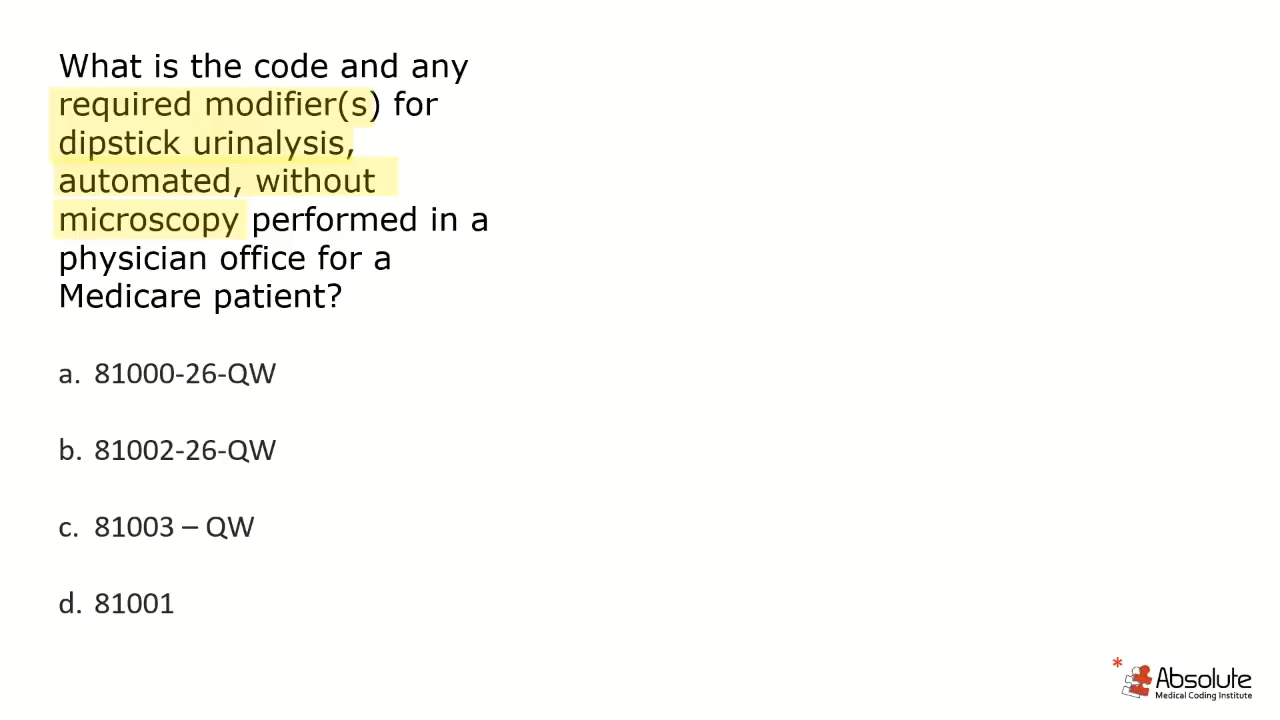 What is the code and any
required modifier(s) for
dipstick urinalysis,
automated, without
microscopy performed in a
physician office for a
Medicare patient?
a. 81000-26-QW
b. 81002-26-QW
c. 81003 – QW
d. 81001
* Absolute
Medical Coding Institute